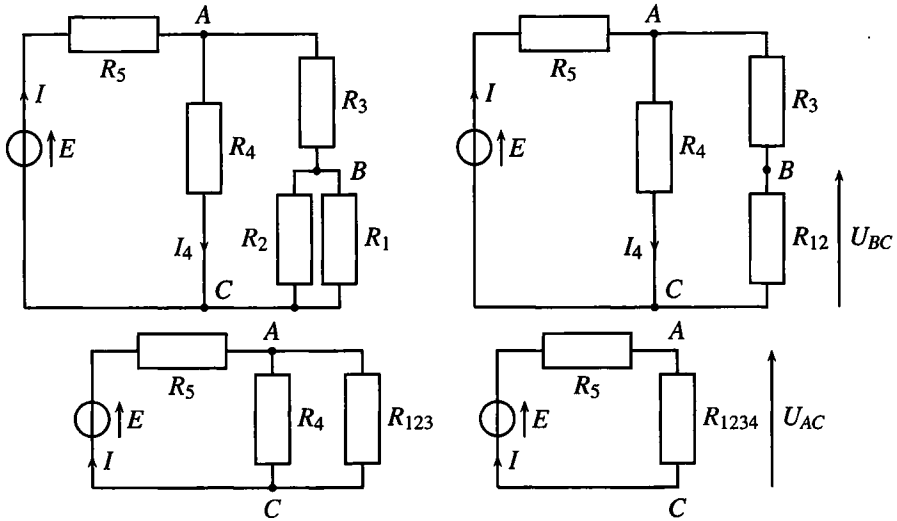 A A
R5 R5
I R3 I R3
E R4 E R4
B B
R2 R1 R12 UBC
I4 I4
C C
A A
R5 R5
E R4 R123 E R1234 UAC
I I
C C